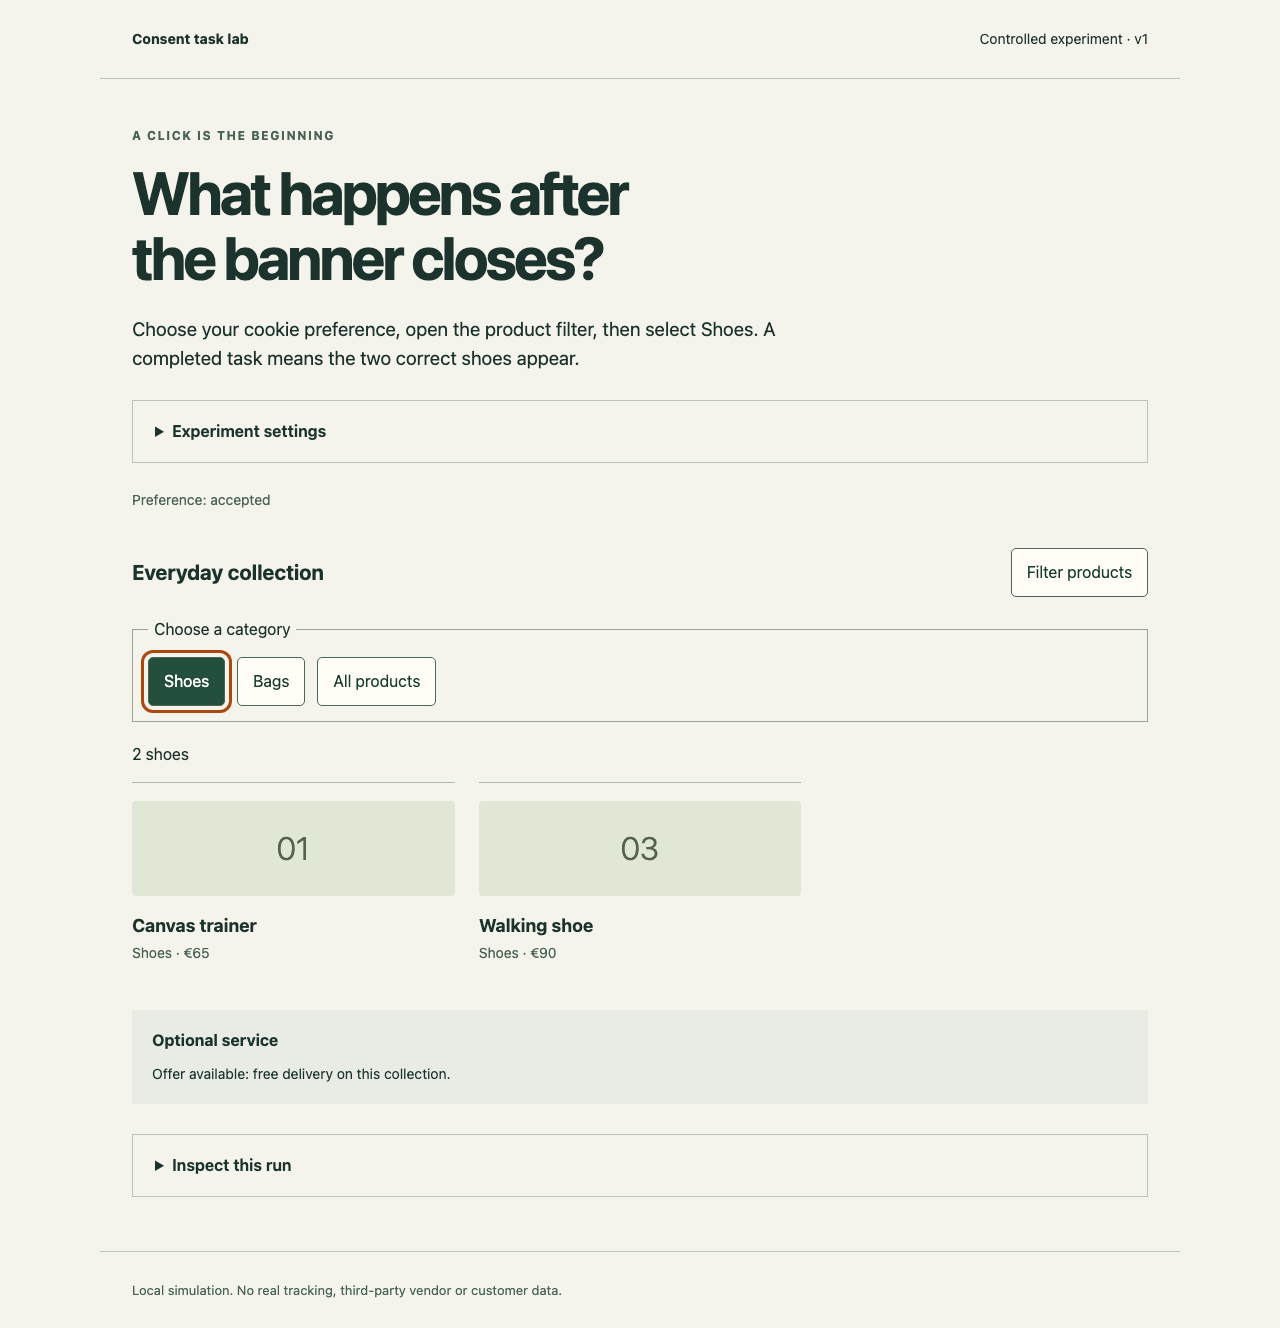 Consent task lab
Controlled experiment · v1
A CLICK IS THE BEGINNING
What happens after
the banner closes?
Choose your cookie preference, open the product filter, then select Shoes. A
completed task means the two correct shoes appear.
Experiment settings
Preference: accepted
Everyday collection
Filter products
Choose a category
Shoes
Bags
All products
2 shoes
01
03
Canvas trainer
Shoes · €65
Walking shoe
Shoes · €90
Optional service
Offer available: free delivery on this collection.
Inspect this run
Local simulation. No real tracking, third-party vendor or customer data.